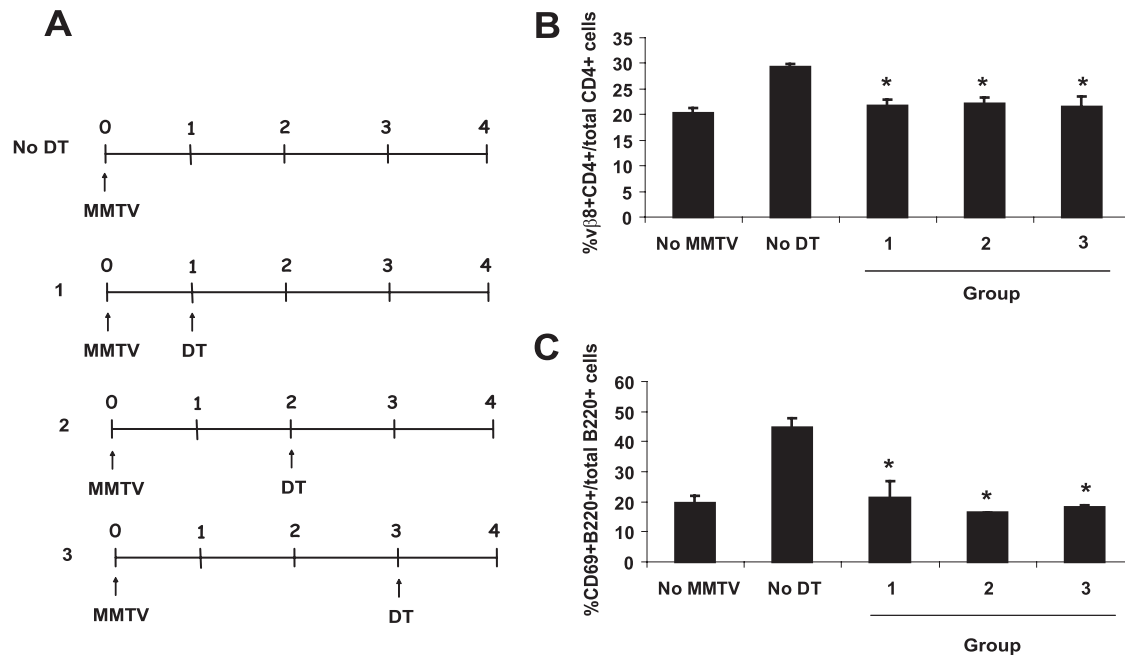 A
No DT
0 1 2 3 4
MMTV
1
0 1 2 3 4
MMTV DT
2
0 1 2 3 4
MMTV DT
3
0 1 2 3 4
MMTV DT
B
%vβ8+CD4+/total CD4+ cells
35
30
25
20
15
10
5
0
* * *
No MMTV No DT 1 2 3
Group
C
%CD69+B220+/total B220+ cells
60
50
40
30
20
10
0
* * *
No MMTV No DT 1 2 3
Group